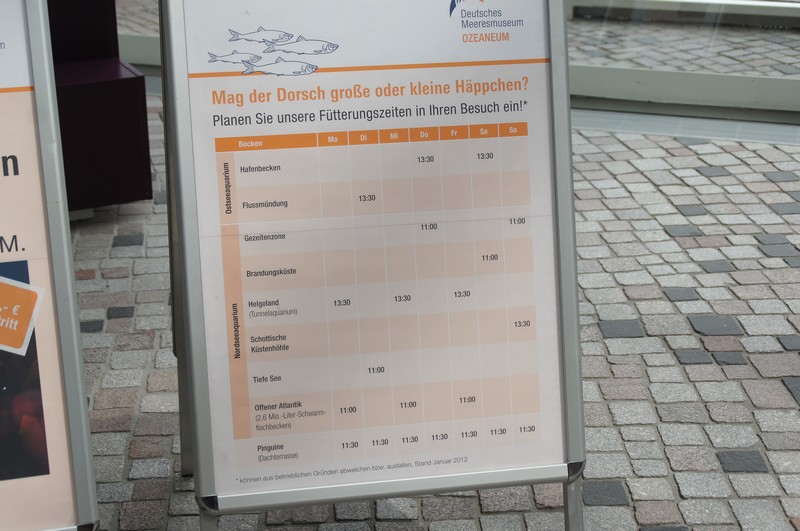 Deutsches
Meeresmuseum
OZEANEUM
Mag der Dorsch große oder kleine Häppchen?
Planen Sie unsere Fütterungszeiten in Ihren Besuch ein!*
Becken Mo Di Mi Do Fr Sa So
Ostseeaquarium
Hafenbecken 13:30 13:30
Flussmündung 13:30
Nordseeaquarium
Gezeitenzone 11:00 11:00
Brandungsküste 11:00
Helgoland 13:30 13:30 13:30
(Tunnelaquarium)
Schottische 13:30
Küstenhöhle
Tiefe See 11:00
Offener Atlantik 11:00 11:00 11:00
(2,6 Mio.-Liter-Schwarm-
fischbecken)
Pinguine 11:30 11:30 11:30 11:30 11:30 11:30 11:30
(Dachterrasse)
* können aus betrieblichen Gründen abweichen bzw. ausfallen, Stand Januar 2012
n
M.
- €
tritt